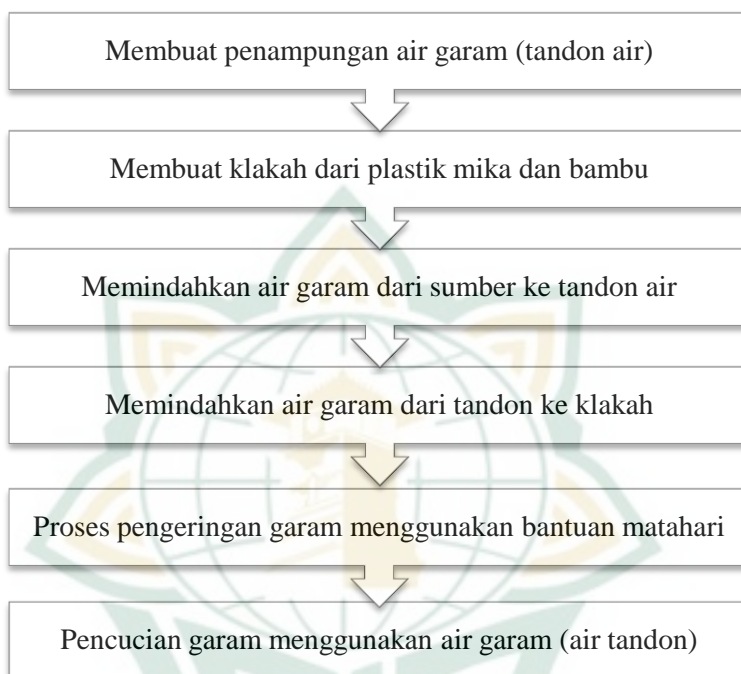 Membuat penampungan air garam (tandon air)
Membuat klakah dari plastik mika dan bambu
Memindahkan air garam dari sumber ke tandon air
Memindahkan air garam dari tandon ke klakah
Proses pengeringan garam menggunakan bantuan matahari
Pencucian garam menggunakan air garam (air tandon)